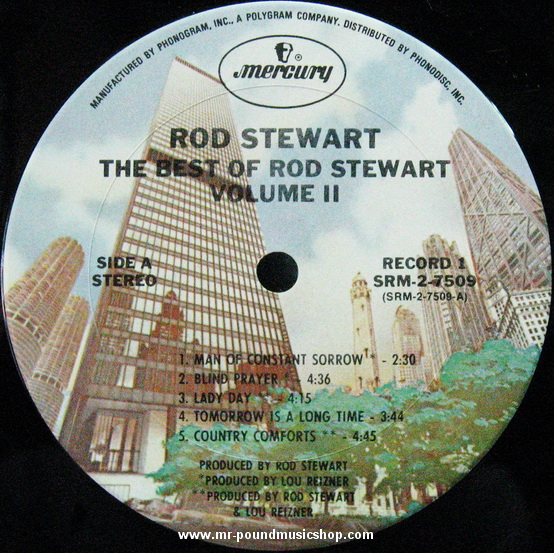 MANUFACTURED BY PHONOGRAM, INC., A POLYGRAM COMPANY. DISTRIBUTED BY PHONODISC, INC.
® mercury
ROD STEWART
THE BEST OF ROD STEWART
VOLUME II
SIDE A
STEREO
RECORD 1
SRM-2-7509
(SRM-2-7509-A)
1. MAN OF CONSTANT SORROW * - 2:30
2. BLIND PRAYER * - 4:36
3. LADY DAY ** - 4:15
4. TOMORROW IS A LONG TIME - 3:44
5. COUNTRY COMFORTS ** - 4:45
PRODUCED BY ROD STEWART
*PRODUCED BY LOU REIZNER
**PRODUCED BY ROD STEWART
& LOU REIZNER
www.mr-poundmusicshop.com